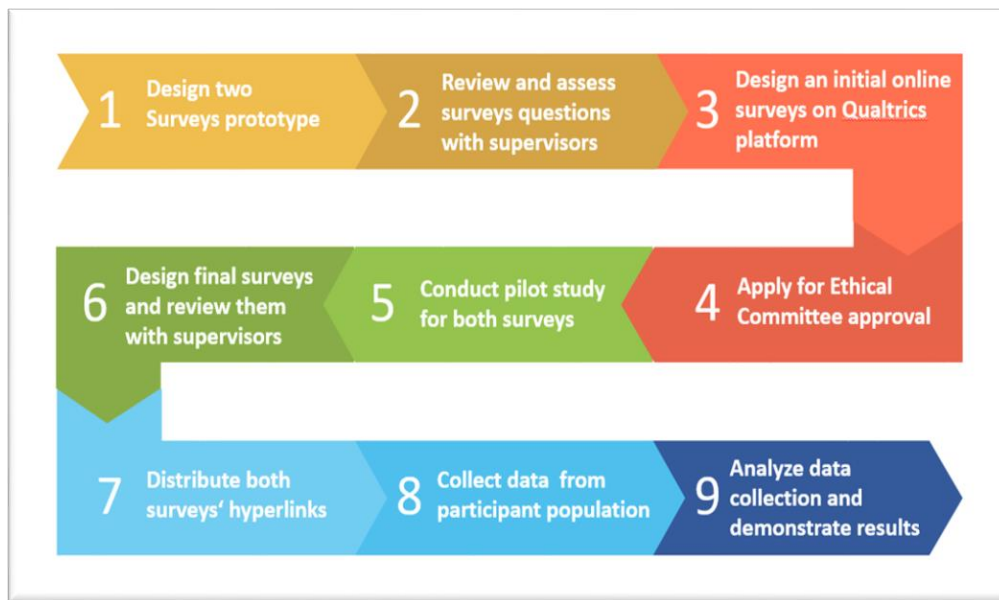 1
Design two
Surveys prototype
2
Review and assess
surveys questions
with supervisors
3
Design an initial online
surveys on Qualtrics
platform
4
Apply for Ethical
Committee approval
5
Conduct pilot study
for both surveys
6
Design final surveys
and review them
with supervisors
7
Distribute both
surveys‘ hyperlinks
8
Collect data  from
participant population
9
Analyze data
collection and
demonstrate results